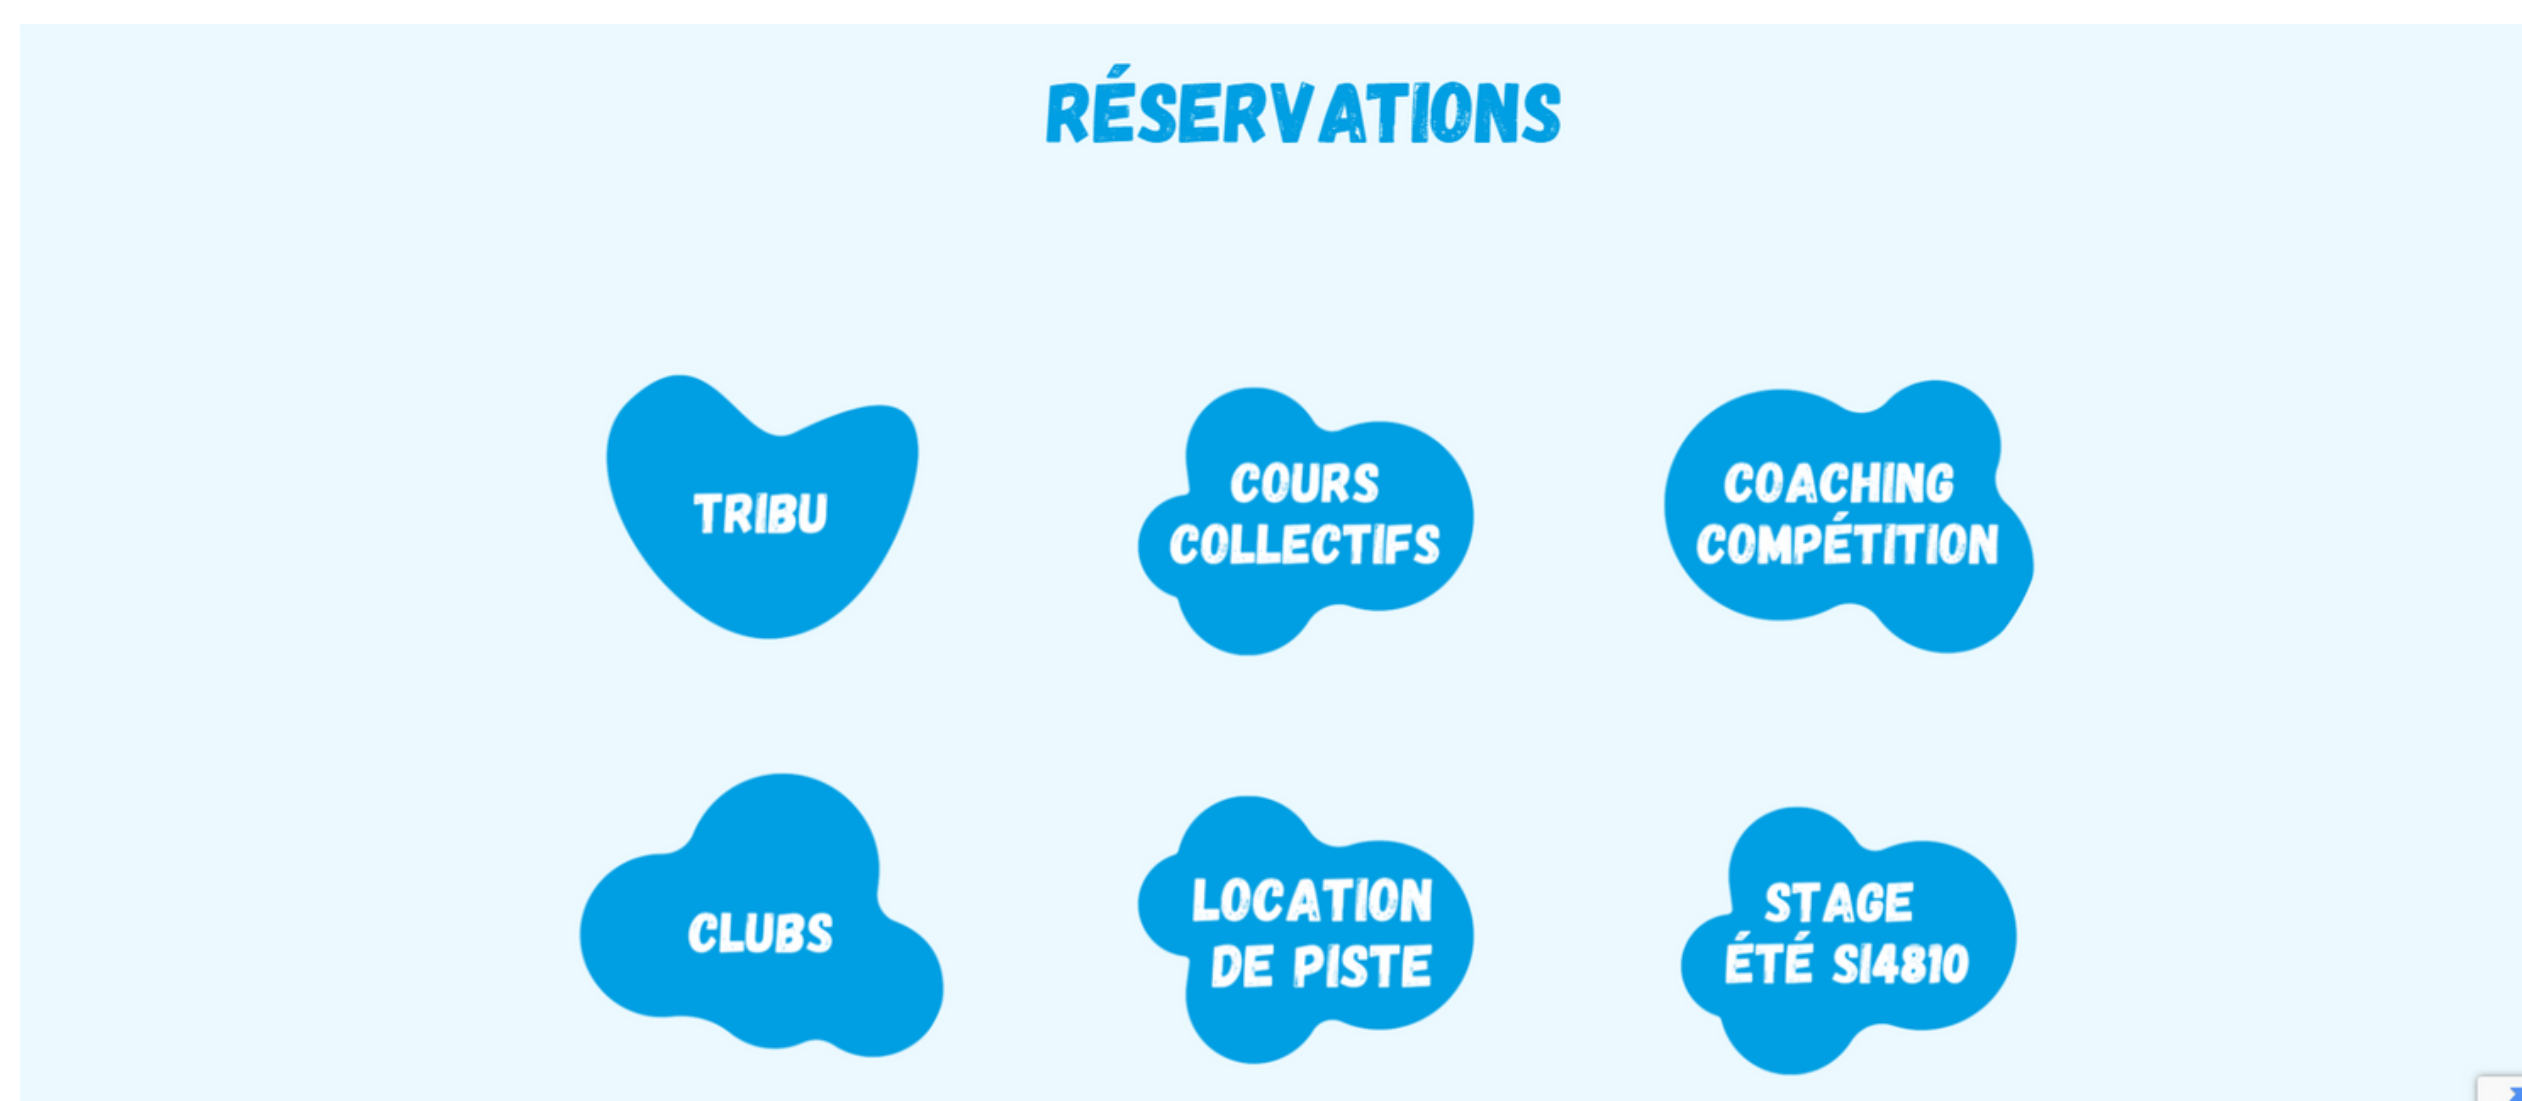 RÉSERVATIONS
TRIBU
COURS
COLLECTIFS
COACHING
COMPÉTITION
CLUBS
LOCATION
DE PISTE
STAGE
ÉTÉ SI4810